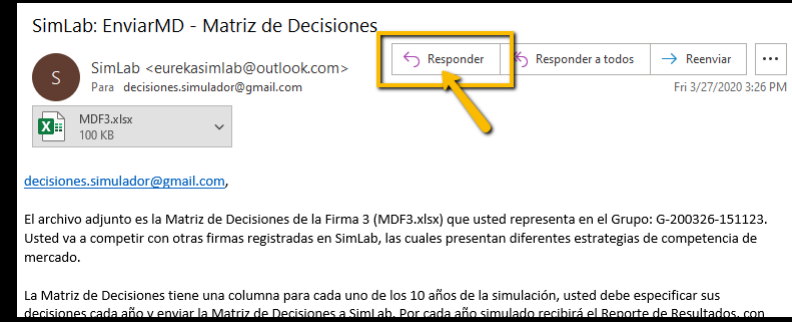 SimLab: EnviarMD - Matriz de Decisiones
Responder
Responder a todos
Reenviar
...
S
SimLab <eurekasimlab@outlook.com>
Para decisiones.simulador@gmail.com
Fri 3/27/2020 3:26 PM
MDF3.xlsx
100 KB
decisiones.simulador@gmail.com,
El archivo adjunto es la Matriz de Decisiones de la Firma 3 (MDF3.xlsx) que usted representa en el Grupo: G-200326-151123.
Usted va a competir con otras firmas registradas en SimLab, las cuales presentan diferentes estrategias de competencia de
mercado.
La Matriz de Decisiones tiene una columna para cada uno de los 10 años de la simulación, usted debe especificar sus
decisiones cada año y enviar la Matriz de Decisiones a SimLab. Por cada año simulado recibirá el Reporte de Resultados, con